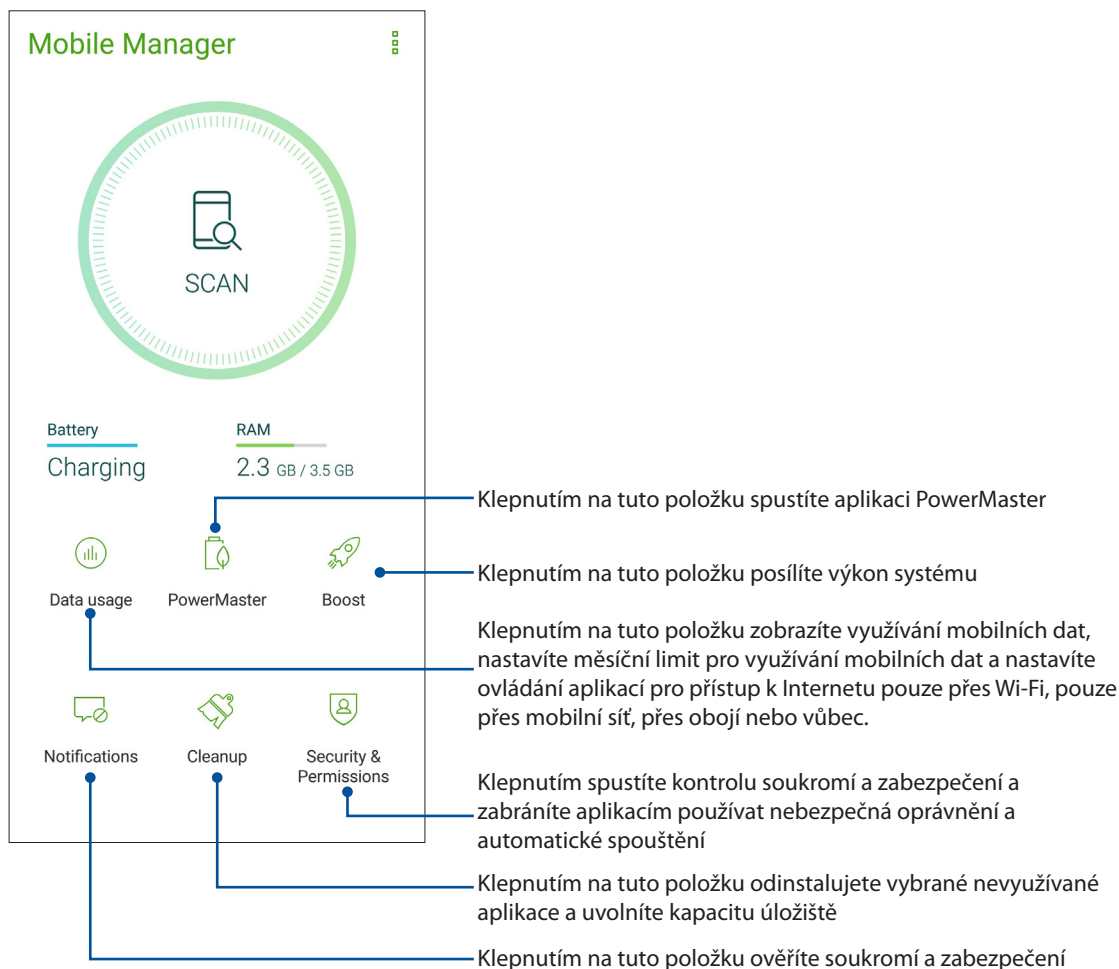 Mobile Manager
SCAN
Battery
Charging
RAM
2.3 GB / 3.5 GB
Data usage
PowerMaster
Boost
Notifications
Cleanup
Security &
Permissions
Klepnutím na tuto položku spustíte aplikaci PowerMaster
Klepnutím na tuto položku posílíte výkon systému
Klepnutím na tuto položku zobrazíte využívání mobilních dat,
nastavíte měsíční limit pro využívání mobilních dat a nastavíte
ovládání aplikací pro přístup k Internetu pouze přes Wi-Fi, pouze
přes mobilní síť, přes obojí nebo vůbec.
Klepnutím spustíte kontrolu soukromí a zabezpečení a
zabráníte aplikacím používat nebezpečná oprávnění a
automatické spouštění
Klepnutím na tuto položku odinstalujete vybrané nevyužívané
aplikace a uvolníte kapacitu úložiště
Klepnutím na tuto položku ověříte soukromí a zabezpečení